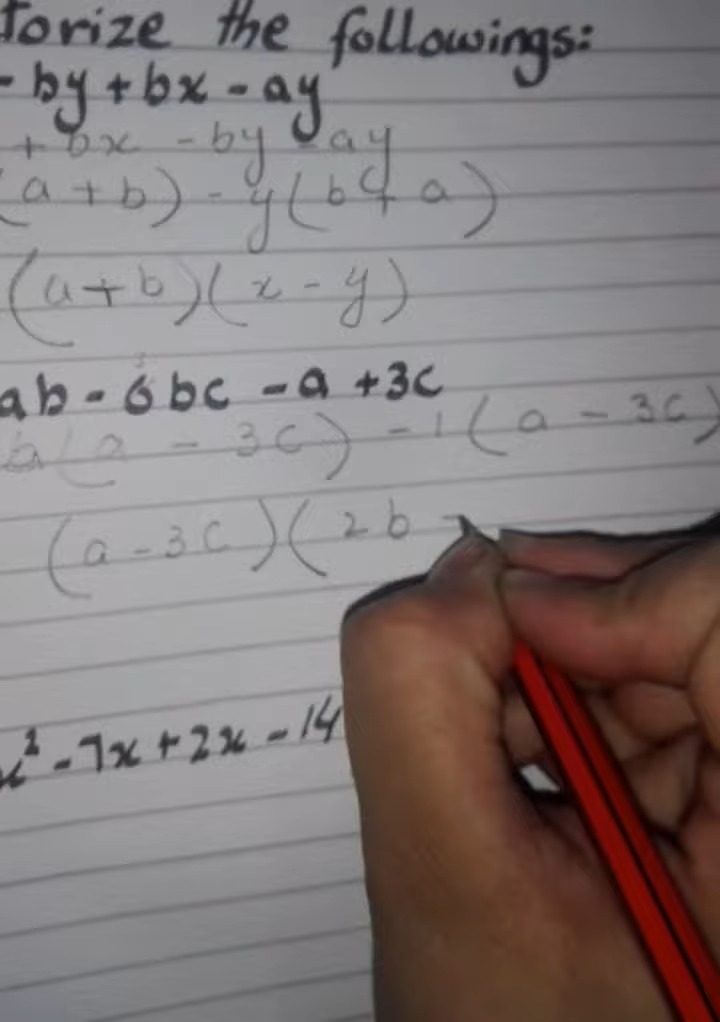 torize the followings:
- by + bx - ay
+ bx - by - ay
(a + b) - y(b + a)
(a + b)(x - y)
ab - 6bc - a + 3c
(a - 3c) - 1(a - 3c)
(a - 3c)(2b -
x² - 7x + 2x - 14